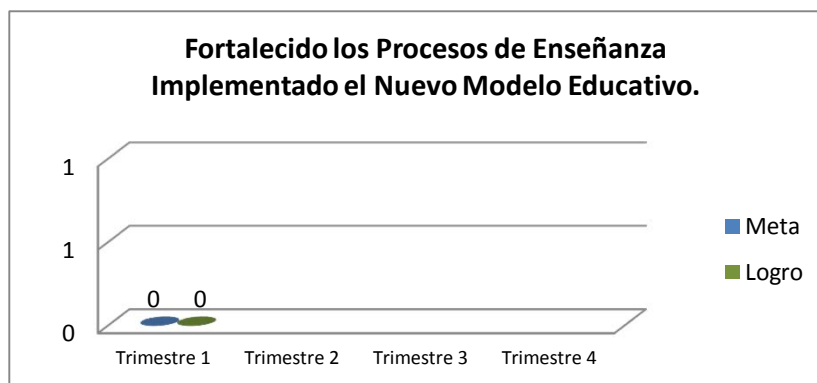 Fortalecido los Procesos de Enseñanza
Implementado el Nuevo Modelo Educativo.
1
1
0
0 0
Meta
Logro
Trimestre 1 Trimestre 2 Trimestre 3 Trimestre 4